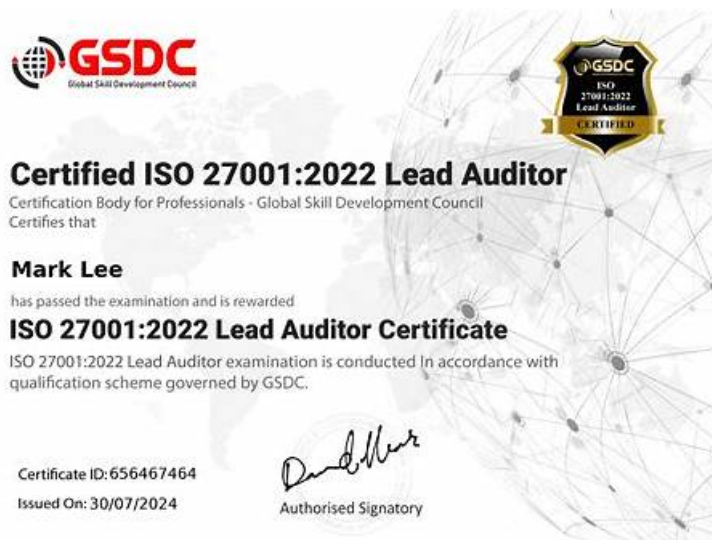 GSDC
Global Skill Development Council
GSDC
ISO
27001:2022
Lead Auditor
CERTIFIED
Certified ISO 27001:2022 Lead Auditor
Certification Body for Professionals - Global Skill Development Council
Certifies that
Mark Lee
has passed the examination and is rewarded
ISO 27001:2022 Lead Auditor Certificate
ISO 27001:2022 Lead Auditor examination is conducted In accordance with
qualification scheme governed by GSDC.
Certificate ID: 656467464
Issued On: 30/07/2024
Authorised Signatory